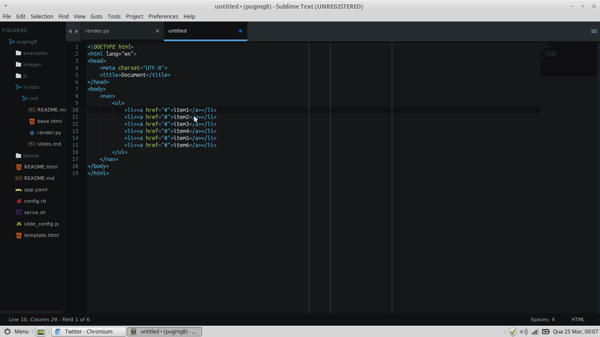 untitled • (pugmg8) - Sublime Text (UNREGISTERED)
File Edit Selection Find View Goto Tools Project Preferences Help
FOLDERS
pugmg8
examples
images
js
scripts
md
README.md
base.html
render.py
slides.md
theme
README.html
README.md
app.yaml
config.rb
serve.sh
slide_config.js
template.html
render.py
untitled
1 <!DOCTYPE html>
2 <html lang="en">
3 <head>
4 <meta charset="UTF-8">
5 <title>Document</title>
6 </head>
7 <body>
8 <nav>
9 <ul>
10 <li><a href="#">item1</a></li>
11 <li><a href="#">item2</a></li>
12 <li><a href="#">item3</a></li>
13 <li><a href="#">item4</a></li>
14 <li><a href="#">item5</a></li>
15 <li><a href="#">item6</a></li>
16 </ul>
17 </nav>
18 </body>
19 </html>
Line 10, Column 29 - Field 1 of 6
Spaces: 4
HTML
Menu
Twitter - Chromium
untitled • (pugmg8) - ...
Qua 25 Mar, 00:07